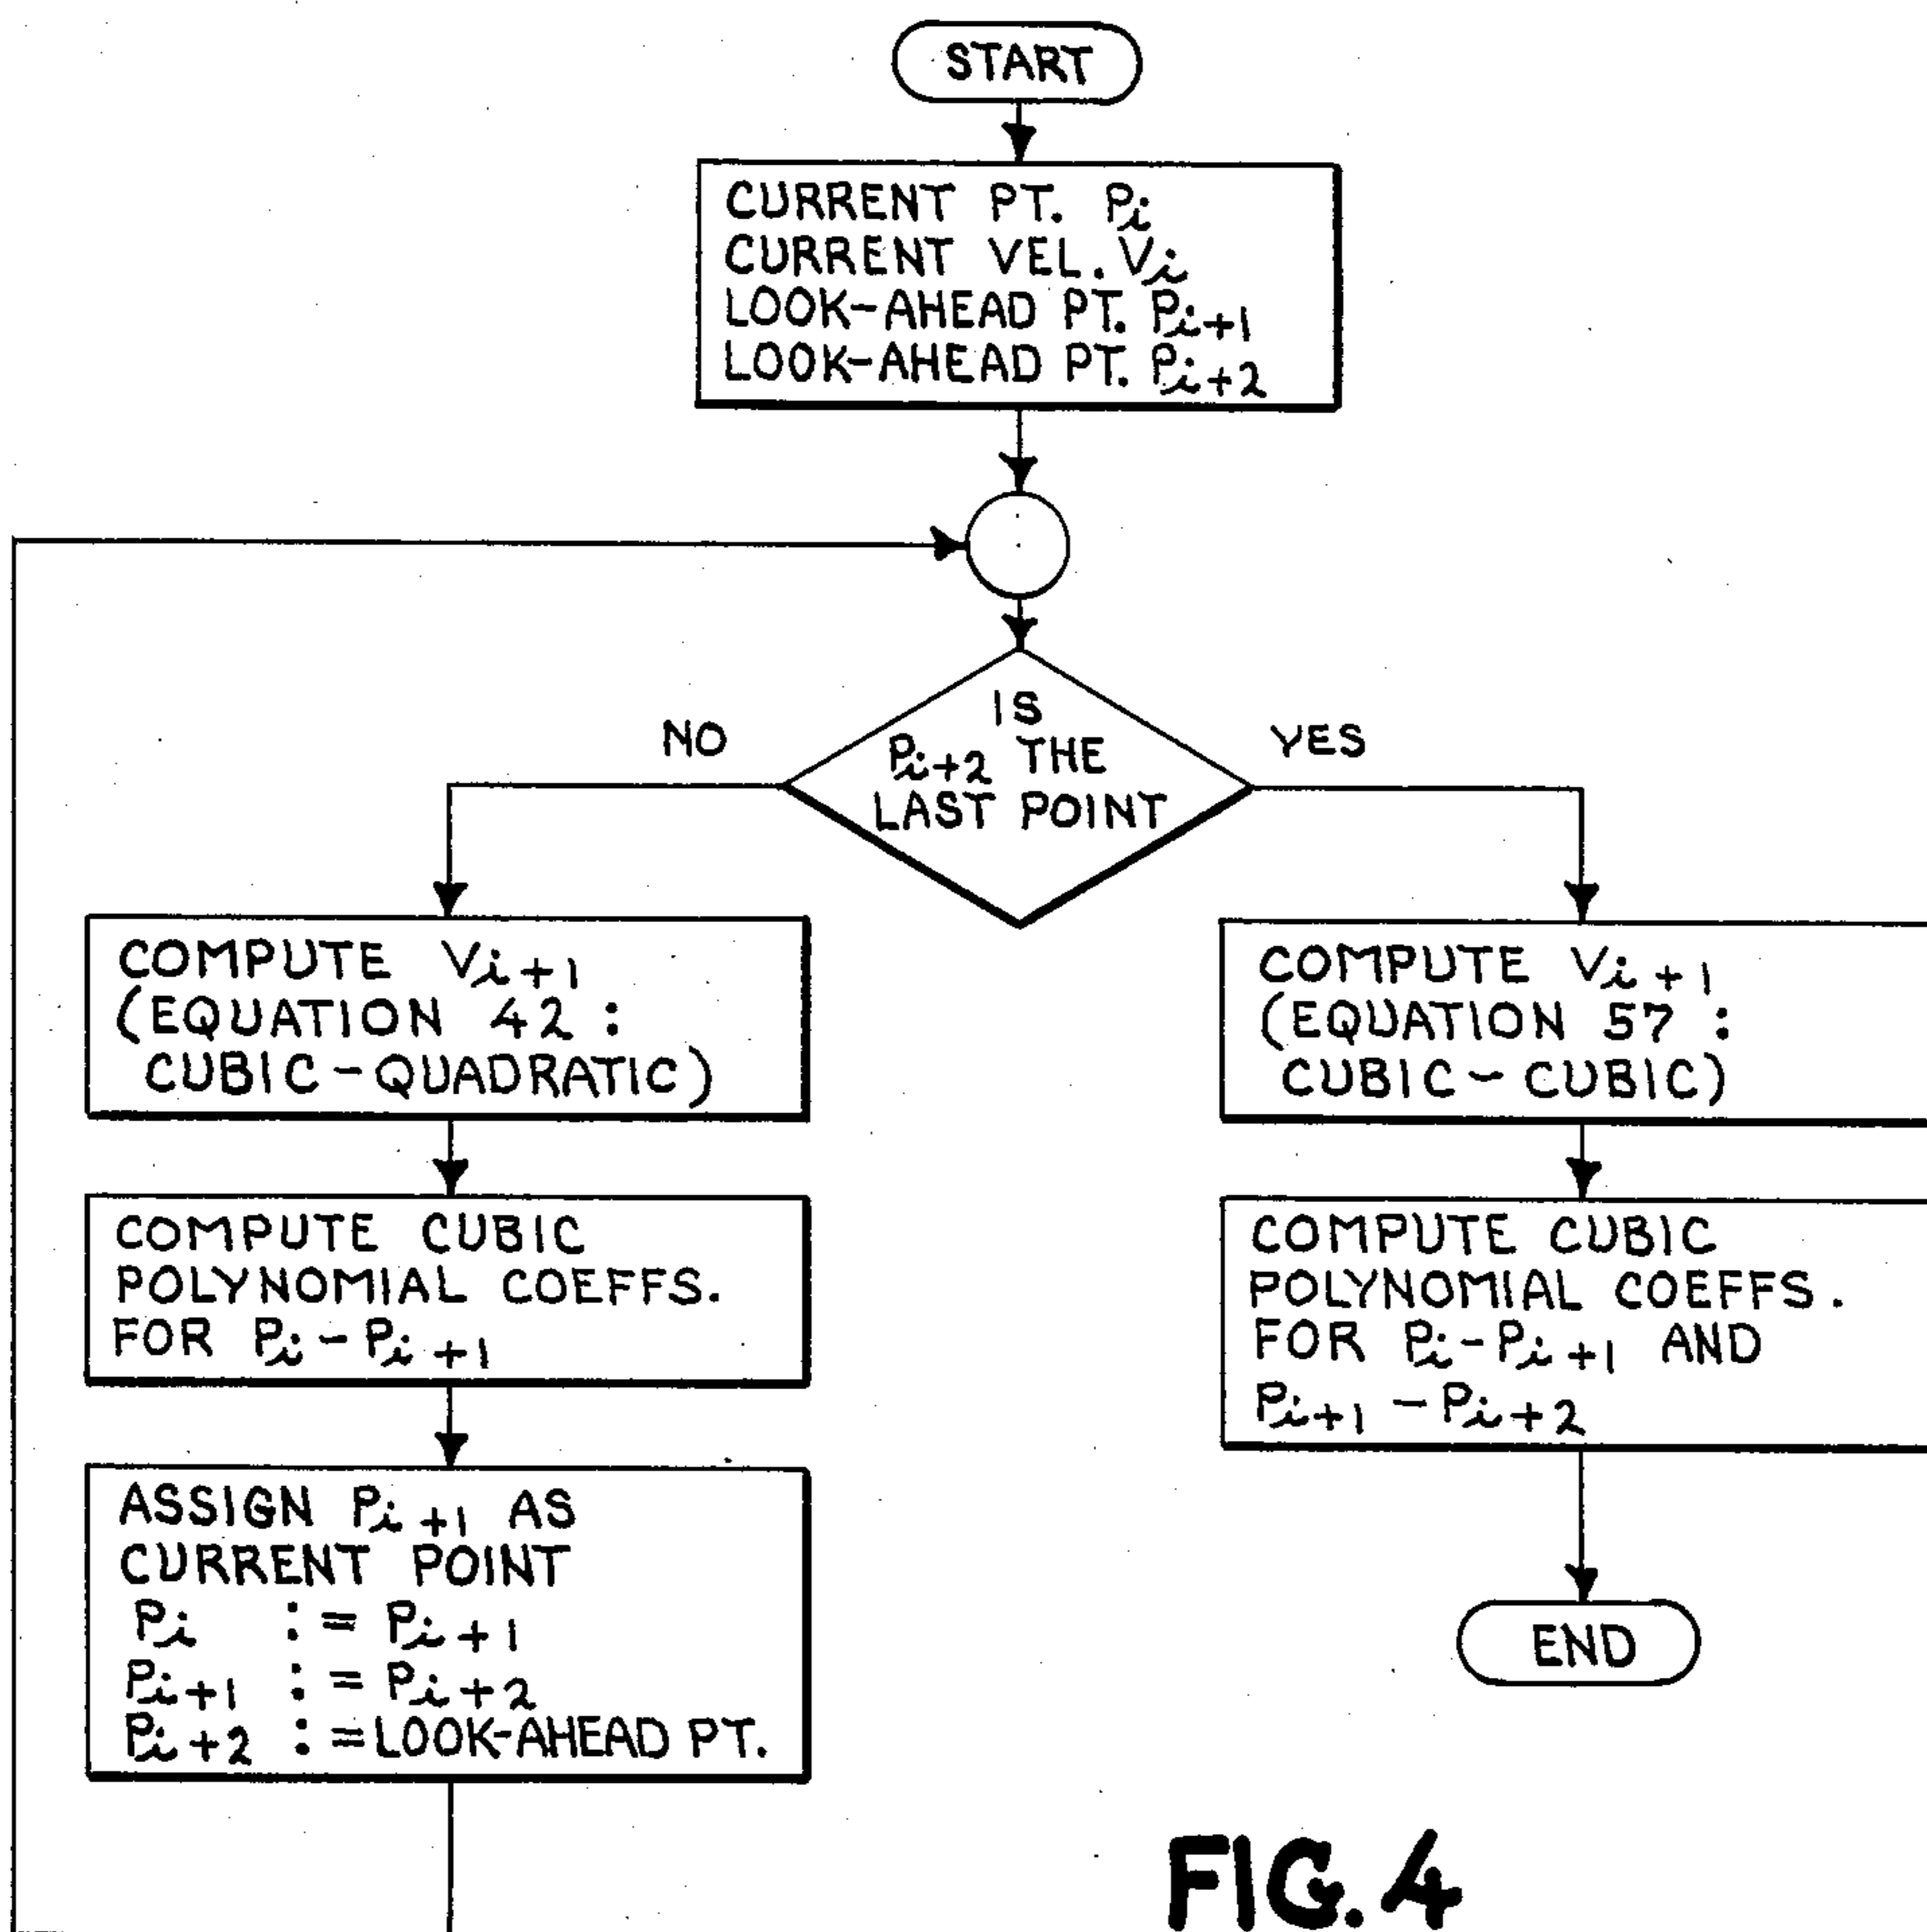 START
CURRENT PT. Pi
CURRENT VEL. Vi
LOOK-AHEAD PT. Pi+1
LOOK-AHEAD PT. Pi+2
IS
Pi+2 THE
LAST POINT
NO
YES
COMPUTE Vi+1
(EQUATION 42 :
CUBIC-QUADRATIC)
COMPUTE CUBIC
POLYNOMIAL COEFFS.
FOR Pi-Pi+1
ASSIGN Pi+1 AS
CURRENT POINT
Pi := Pi+1
Pi+1 := Pi+2
Pi+2 := LOOK-AHEAD PT.
COMPUTE Vi+1
(EQUATION 57 :
CUBIC-CUBIC)
COMPUTE CUBIC
POLYNOMIAL COEFFS.
FOR Pi-Pi+1 AND
Pi+1-Pi+2
END
FIG. 4